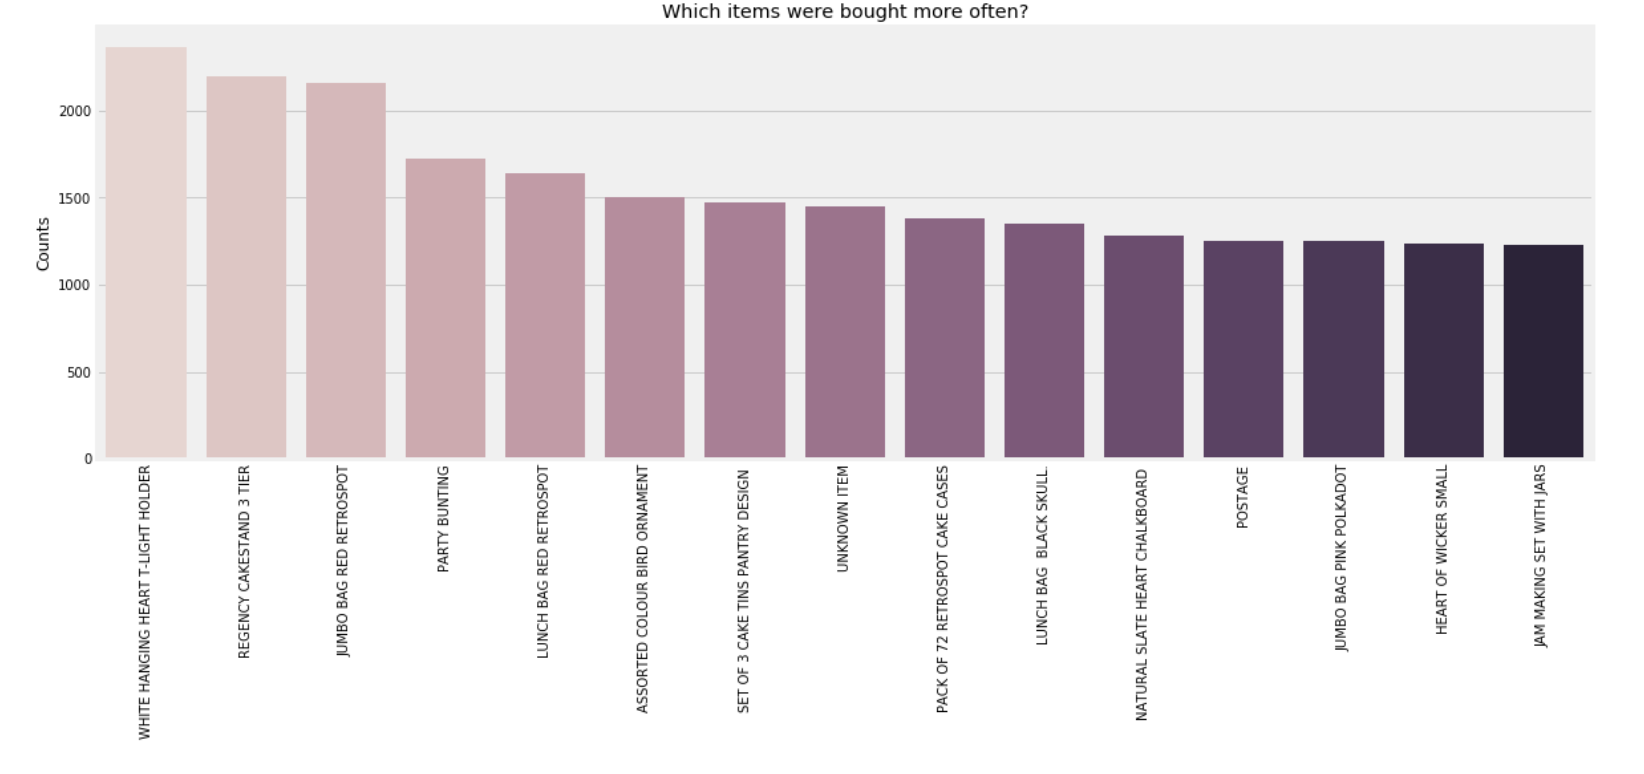 Which items were bought more often?
Counts
2000
1500
1000
500
0
WHITE HANGING HEART T-LIGHT HOLDER
REGENCY CAKESTAND 3 TIER
JUMBO BAG RED RETROSPOT
PARTY BUNTING
LUNCH BAG RED RETROSPOT
ASSORTED COLOUR BIRD ORNAMENT
SET OF 3 CAKE TINS PANTRY DESIGN
UNKNOWN ITEM
PACK OF 72 RETROSPOT CAKE CASES
LUNCH BAG  BLACK SKULL.
NATURAL SLATE HEART CHALKBOARD
POSTAGE
JUMBO BAG PINK POLKADOT
HEART OF WICKER SMALL
JAM MAKING SET WITH JARS